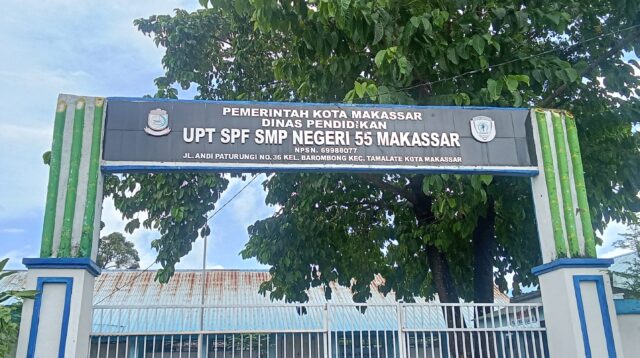 PEMERINTAH KOTA MAKASSAR
DINAS PENDIDIKAN
UPT SPF SMP NEGERI 55 MAKASSAR
NPSN. 69988077
JL. ANDI PATURUNGI NO. 36 KEL. BAROMBONG KEC. TAMALATE KOTA MAKASSAR